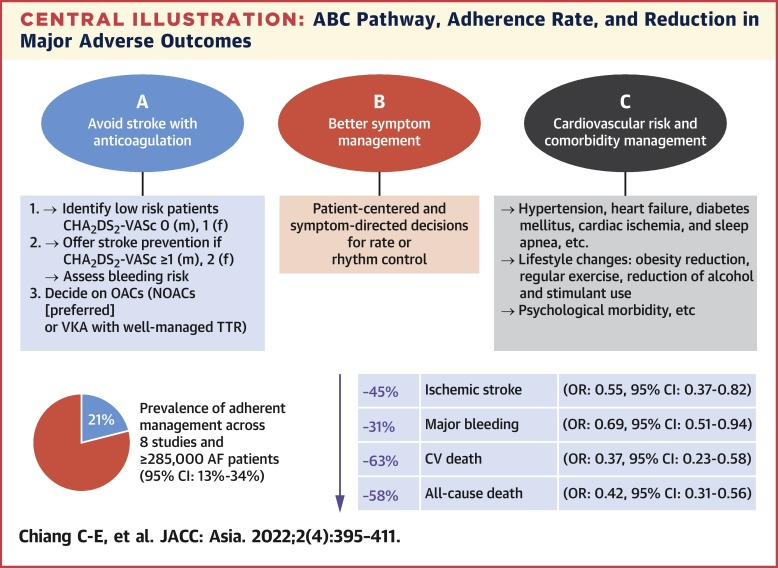 CENTRAL ILLUSTRATION: ABC Pathway, Adherence Rate, and Reduction in
Major Adverse Outcomes
A
Avoid stroke with
anticoagulation
B
Better symptom
management
C
Cardiovascular risk and
comorbidity management
1. → Identify low risk patients
CHA₂DS₂-VASc 0 (m), 1 (f)
2. → Offer stroke prevention if
CHA₂DS₂-VASc ≥1 (m), 2 (f)
→ Assess bleeding risk
3. Decide on OACs (NOACs
[preferred]
or VKA with well-managed TTR)
Patient-centered and
symptom-directed decisions
for rate or
rhythm control
→ Hypertension, heart failure, diabetes
mellitus, cardiac ischemia, and sleep
apnea, etc.
→ Lifestyle changes: obesity reduction,
regular exercise, reduction of alcohol
and stimulant use
→ Psychological morbidity, etc
21%
Prevalence of adherent
management across
8 studies and
≥285,000 AF patients
(95% CI: 13%-34%)
-45% Ischemic stroke (OR: 0.55, 95% CI: 0.37-0.82)
-31% Major bleeding (OR: 0.69, 95% CI: 0.51-0.94)
-63% CV death (OR: 0.37, 95% CI: 0.23-0.58)
-58% All-cause death (OR: 0.42, 95% CI: 0.31-0.56)
Chiang C-E, et al. JACC: Asia. 2022;2(4):395-411.